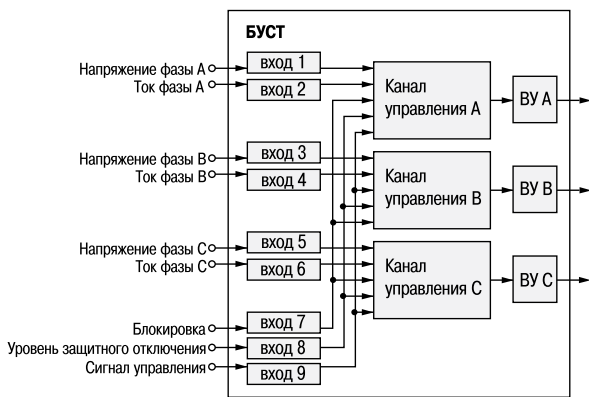 БУСТ
Напряжение фазы А
вход 1
Ток фазы А
вход 2
Канал
управления А
ВУ А
Напряжение фазы В
вход 3
Ток фазы В
вход 4
Канал
управления В
ВУ В
Напряжение фазы С
вход 5
Ток фазы С
вход 6
Канал
управления С
ВУ С
Блокировка
вход 7
Уровень защитного отключения
вход 8
Сигнал управления
вход 9